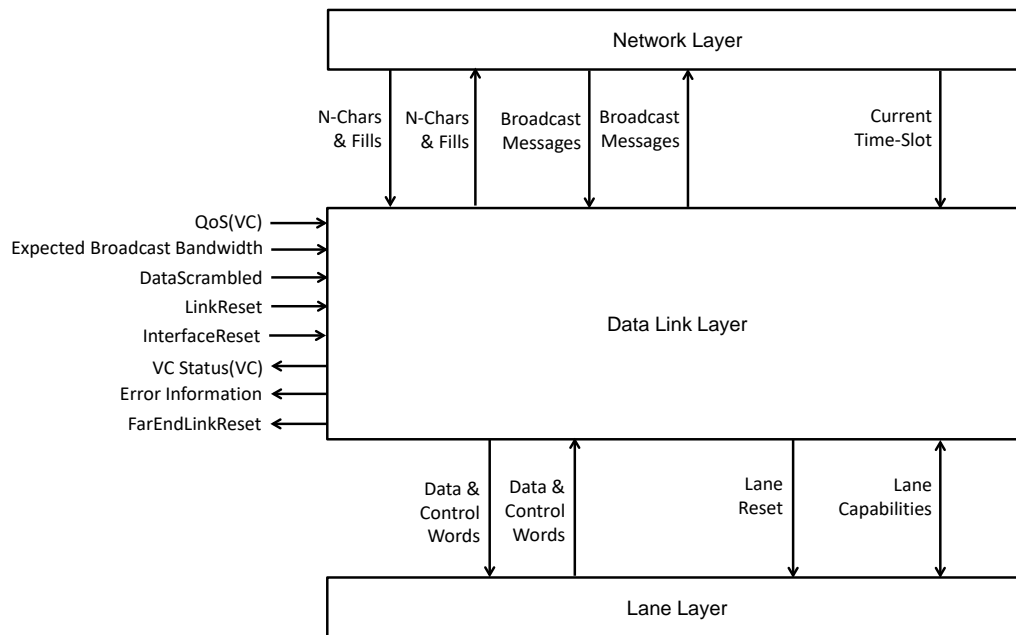 Network Layer
N-Chars
& Fills
N-Chars
& Fills
Broadcast
Messages
Broadcast
Messages
Current
Time-Slot
QoS(VC)
Expected Broadcast Bandwidth
DataScrambled
LinkReset
InterfaceReset
VC Status(VC)
Error Information
FarEndLinkReset
Data Link Layer
Data &
Control
Words
Data &
Control
Words
Lane
Reset
Lane
Capabilities
Lane Layer